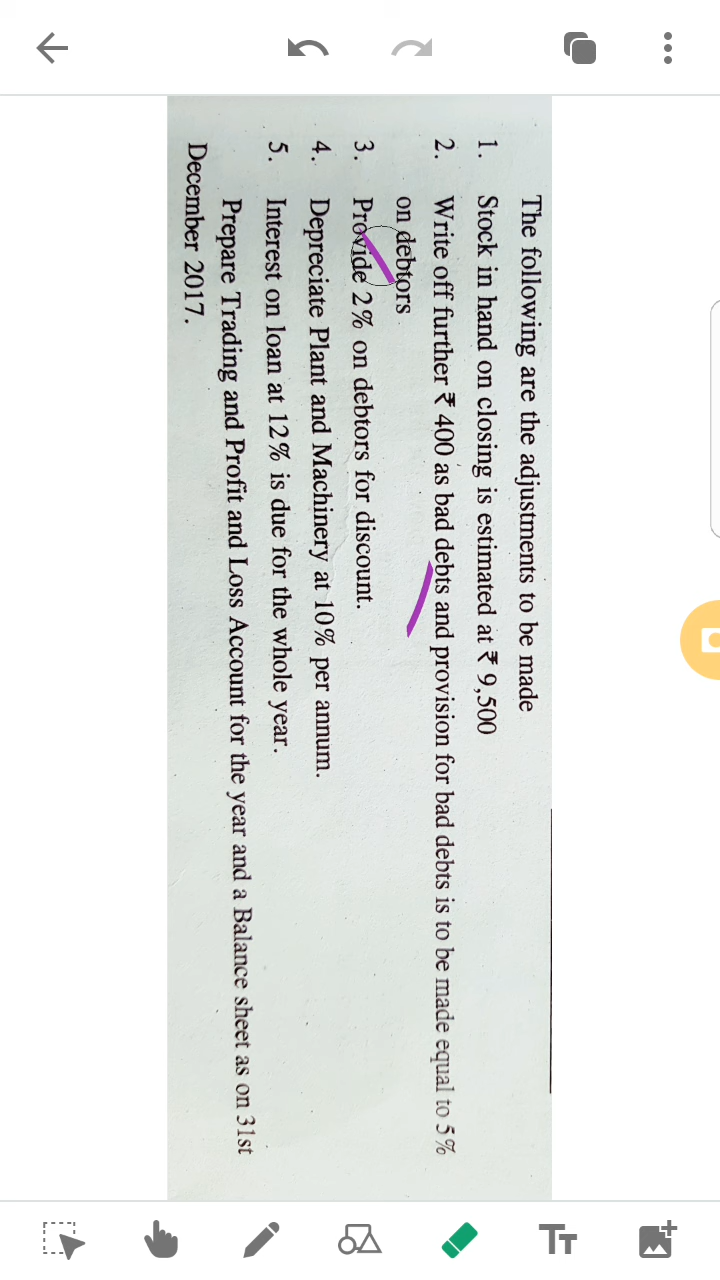 The following are the adjustments to be made
1. Stock in hand on closing is estimated at ₹ 9,500
2. Write off further ₹ 400 as bad debts and provision for bad debts is to be made equal to 5%
on debtors
3. Provide 2% on debtors for discount.
4. Depreciate Plant and Machinery at 10% per annum.
5. Interest on loan at 12% is due for the whole year.
Prepare Trading and Profit and Loss Account for the year and a Balance sheet as on 31st
December 2017.
TT